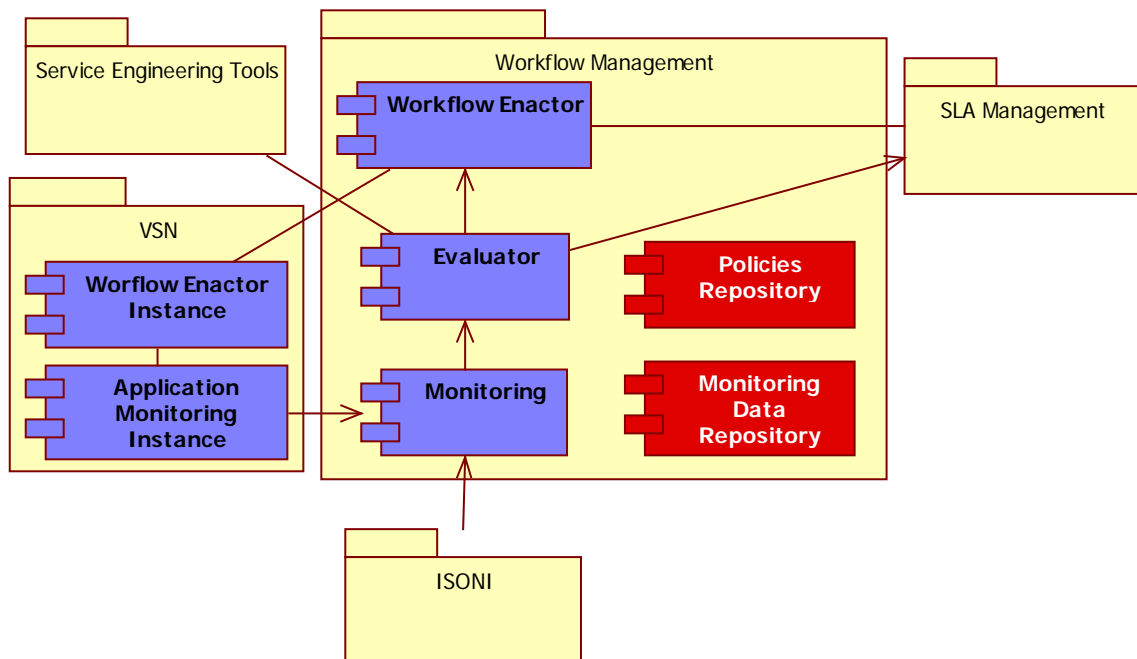 Service Engineering Tools
Workflow Management
Workflow Enactor
SLA Management
VSN
Evaluator
Policies
Repository
Worflow Enactor
Instance
Application
Monitoring
Instance
Monitoring
Monitoring
Data
Repository
ISONI